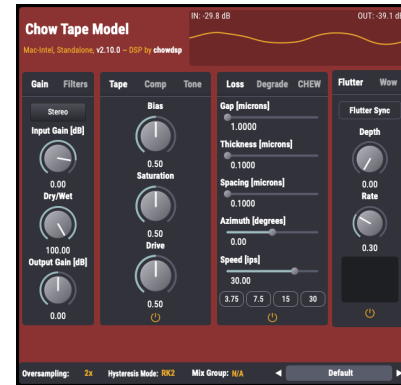 IN: -29.8 dB
OUT: -39.1 dB
Chow Tape Model
Mac-Intel, Standalone, v2.10.0 – DSP by chowdsp
Gain Filters
Stereo
Input Gain [dB]
0.00
Dry/Wet
100.00
Output Gain [dB]
0.00
Tape Comp Tone
Bias
0.50
Saturation
0.50
Drive
0.50
Loss Degrade CHEW
Gap [microns]
1.0000
Thickness [microns]
0.1000
Spacing [microns]
0.1000
Azimuth [degrees]
0.00
Speed [ips]
30.00
3.75 7.5 15 30
Flutter Wow
Flutter Sync
Depth
0.00
Rate
0.30
Oversampling: 2x Hysteresis Mode: RK2 Mix Group: N/A Default